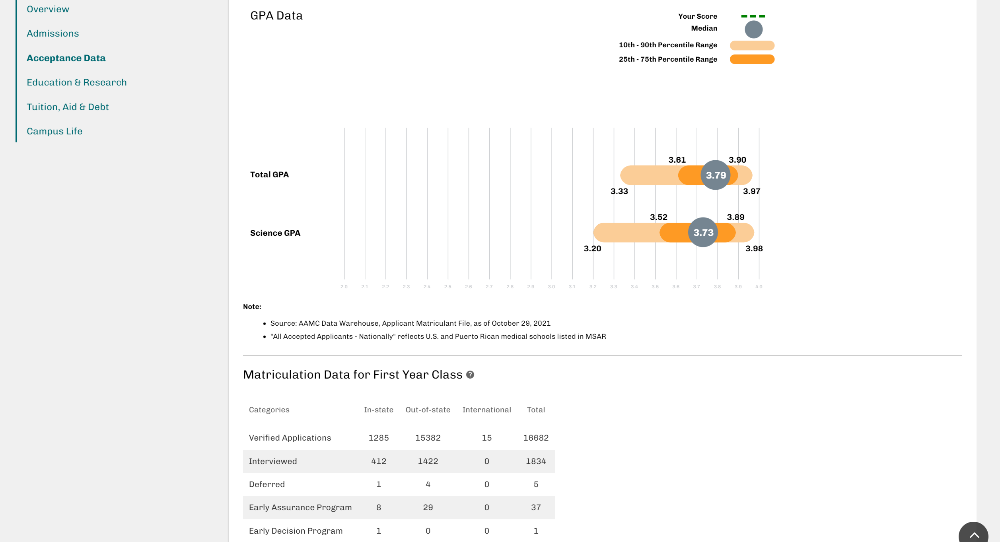 Overview
Admissions
Acceptance Data
Education & Research
Tuition, Aid & Debt
Campus Life
GPA Data
Your Score
Median
10th - 90th Percentile Range
25th - 75th Percentile Range
3.61 3.90
Total GPA 3.79
3.33 3.97
3.52 3.89
Science GPA 3.73
3.20 3.98
2.0 2.1 2.2 2.3 2.4 2.5 2.6 2.7 2.8 2.9 3.0 3.1 3.2 3.3 3.4 3.5 3.6 3.7 3.8 3.9 4.0
Note:
• Source: AAMC Data Warehouse, Applicant Matriculant File, as of October 29, 2021
• "All Accepted Applicants - Nationally" reflects U.S. and Puerto Rican medical schools listed in MSAR
Matriculation Data for First Year Class ?
Categories In-state Out-of-state International Total
Verified Applications 1285 15382 15 16682
Interviewed 412 1422 0 1834
Deferred 1 4 0 5
Early Assurance Program 8 29 0 37
Early Decision Program 1 0 0 1